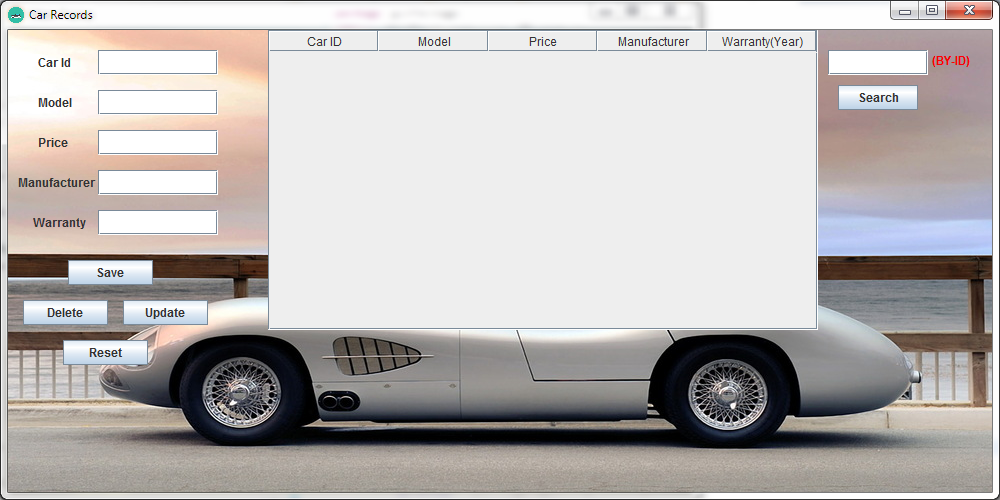 Car Records
Car Id
Model
Price
Manufacturer
Warranty
Save
Delete Update
Reset
Car ID Model Price Manufacturer Warranty(Year)
(BY-ID)
Search